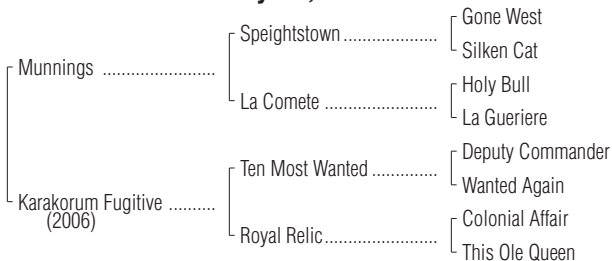 Gone West
Speightstown ..................
Silken Cat
Munnings ........................
Holy Bull
La Comete ........................
La Gueriere
Deputy Commander
Ten Most Wanted ..............
Wanted Again
Karakorum Fugitive ..........
(2006)
Colonial Affair
Royal Relic........................
This Ole Queen